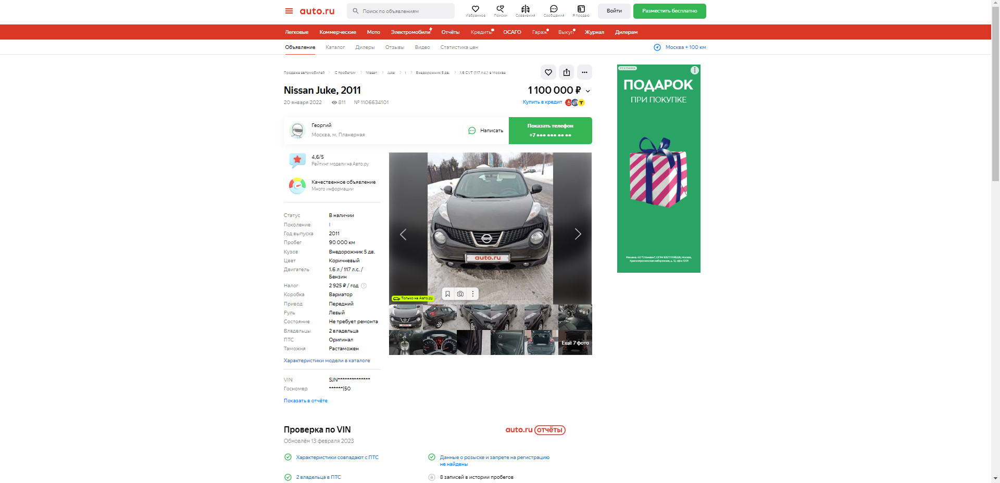 auto.ru
Поиск по объявлениям
Избранное
Поиски
Сравнения
Сообщения
Я продаю
Войти
Разместить бесплатно
Легковые
Коммерческие
Мото
Электромобили
Отчёты
Кредиты
ОСАГО
Гараж
Выкуп
Журнал
Дилерам
Объявление
Каталог
Дилеры
Отзывы
Видео
Статистика цен
Москва + 100 км
Продажа автомобилей
С пробегом
Nissan
Juke
I
Внедорожник 5 дв.
1.6 CVT (117 л.с.) в Москве
Nissan Juke, 2011
1 100 000 ₽
20 января 2022
811
№ 1106634101
Купить в кредит
Георгий
Москва, м. Планерная
Написать
Показать телефон
+7 ●●● ●●● ●● ●●
4,6/5
Рейтинг модели на Авто.ру
Качественное объявление
Много информации
Статус В наличии
Поколение I
Год выпуска 2011
Пробег 90 000 км
Кузов Внедорожник 5 дв.
Цвет Коричневый
Двигатель 1.6 л / 117 л.с. /
Бензин
Налог 2 925 ₽ / год
Коробка Вариатор
Привод Передний
Руль Левый
Состояние Не требует ремонта
Владельцы 2 владельца
ПТС Оригинал
Таможня Растаможен
Характеристики модели в каталоге
VIN SJN**************
Госномер ******|50
Показать в отчёте
auto.ru
Только на Авто.ру
Ещё 7 фото
РЕКЛАМА
ПОДАРОК
ПРИ ПОКУПКЕ
Проверка по VIN
auto.ru отчёты
Обновлён 13 февраля 2023
Характеристики совпадают с ПТС
Данные о розыске и запрете на регистрацию
не найдены
2 владельца в ПТС
8 записей в истории пробегов